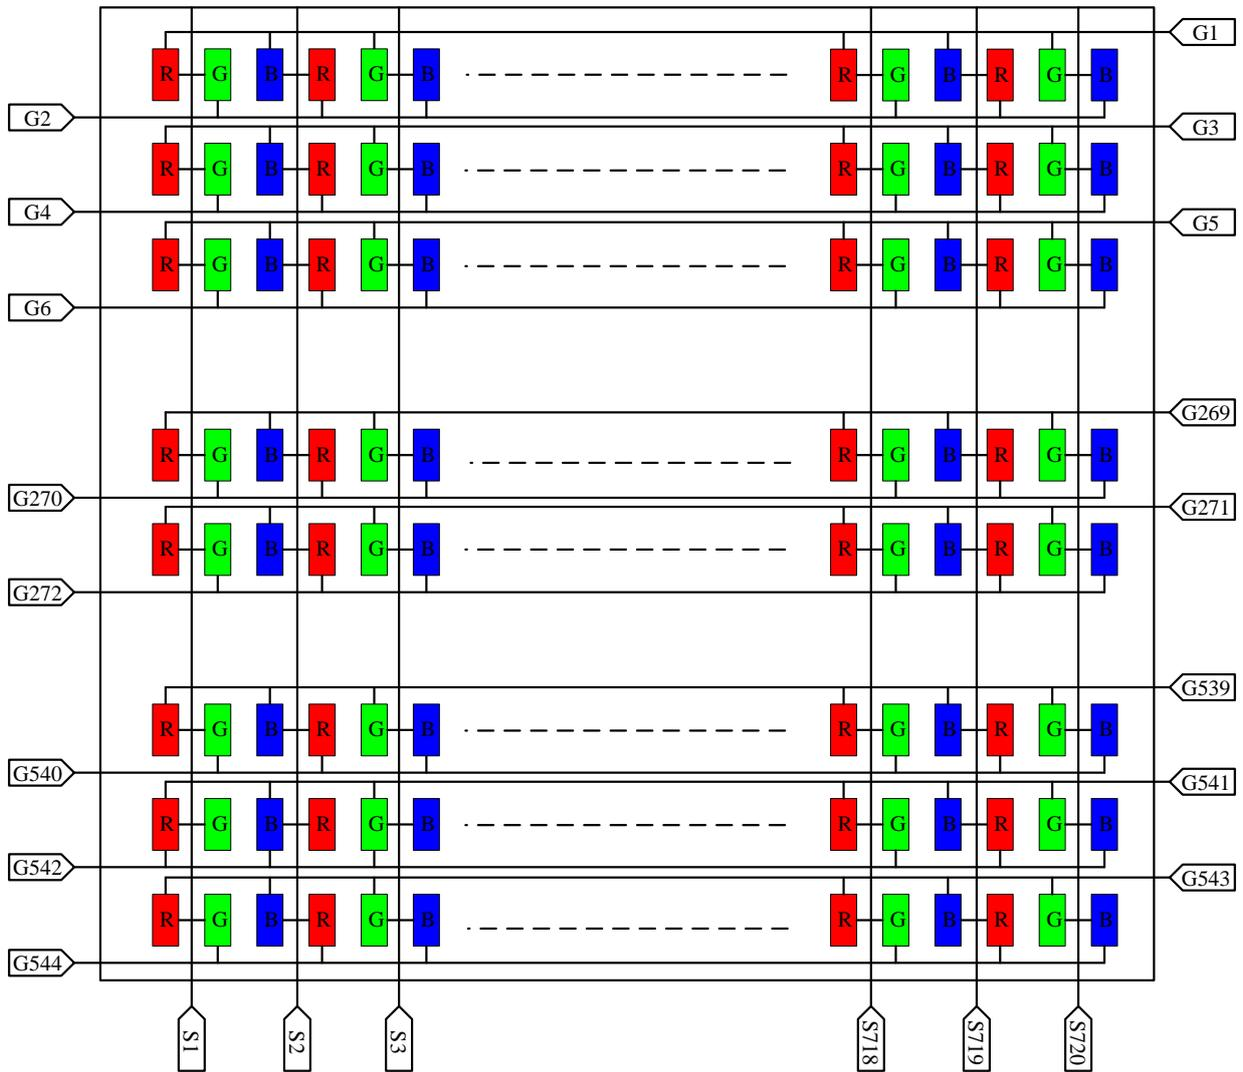 G1
R G B R G B R G B R G B
G2
G3
R G B R G B R G B R G B
G4
G5
R G B R G B R G B R G B
G6
G269
R G B R G B R G B R G B
G270
G271
R G B R G B R G B R G B
G272
G539
R G B R G B R G B R G B
G540
G541
R G B R G B R G B R G B
G542
G543
R G B R G B R G B R G B
G544
S1
S2
S3
S718
S719
S720